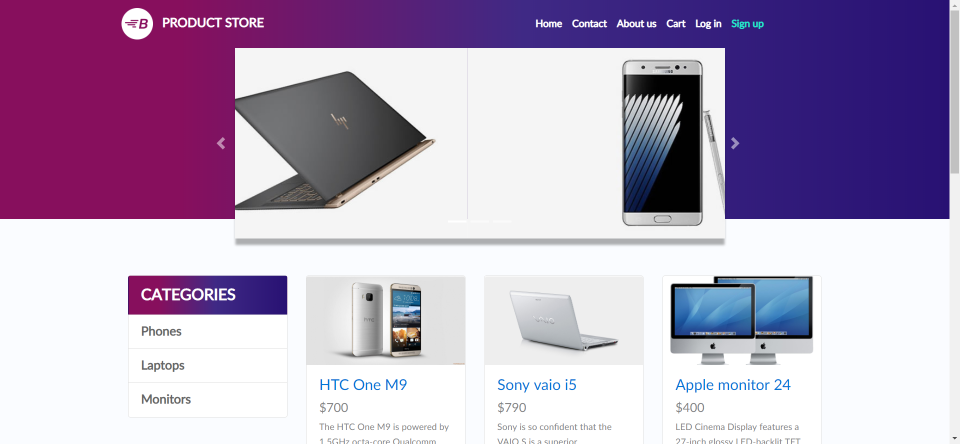 B PRODUCT STORE
Home Contact About us Cart Log in Sign up
hp
SAMSUNG
CATEGORIES
Phones
Laptops
Monitors
VAIO
HTC One M9
$700
The HTC One M9 is powered by
1.5GHz octa-core Qualcomm
Sony vaio i5
$790
Sony is so confident that the
VAIO S is a superior
Apple monitor 24
$400
LED Cinema Display features a
27-inch glossy LED-backlit TFT